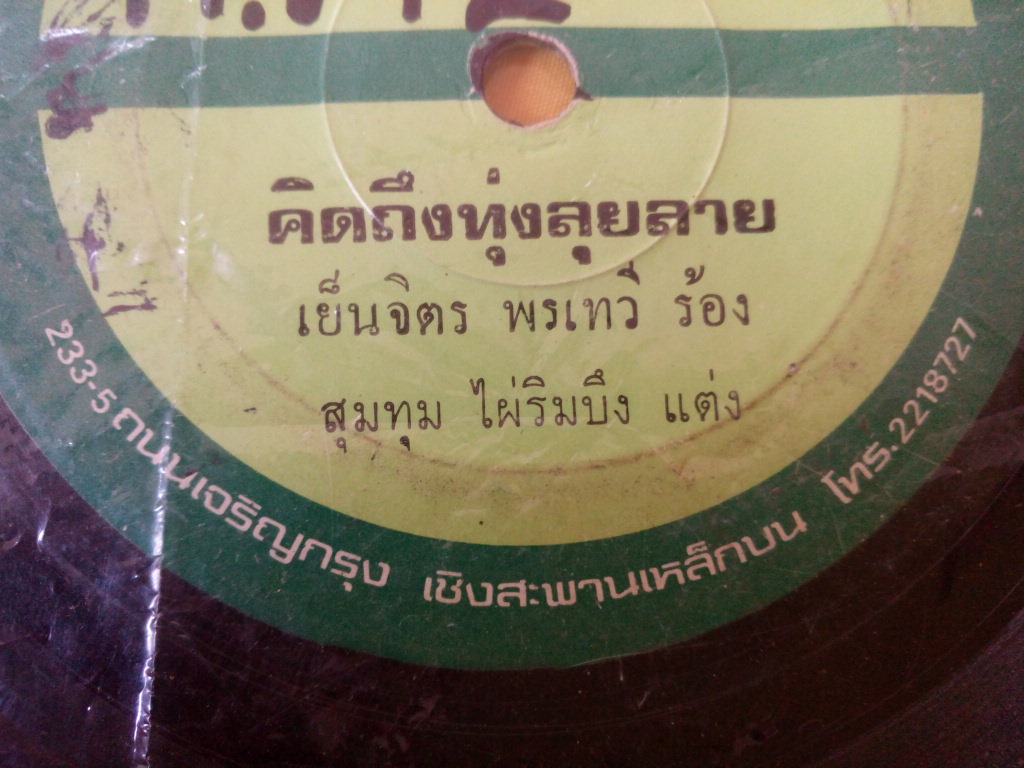 คิดถึงทุ่งลุยลาย
เย็นจิตร พรเทวี ร้อง
สุมทุม ไผ่ริมบึง แต่ง
233-5 ถนนเจริญกรุง เชิงสะพานเหล็กบน โทร.2218727